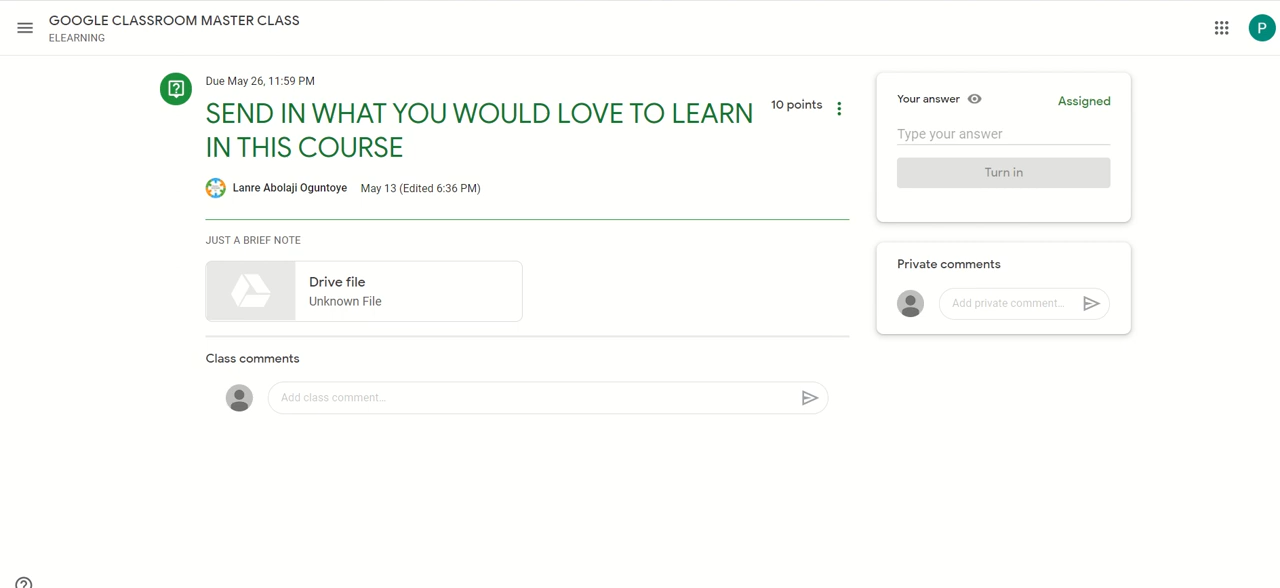 GOOGLE CLASSROOM MASTER CLASS
ELEARNING
P
Due May 26, 11:59 PM
SEND IN WHAT YOU WOULD LOVE TO LEARN
IN THIS COURSE
10 points
Lanre Abolaji Oguntoye May 13 (Edited 6:36 PM)
JUST A BRIEF NOTE
Drive file
Unknown File
Class comments
Add class comment...
Your answer
Assigned
Type your answer
Turn in
Private comments
Add private comment...